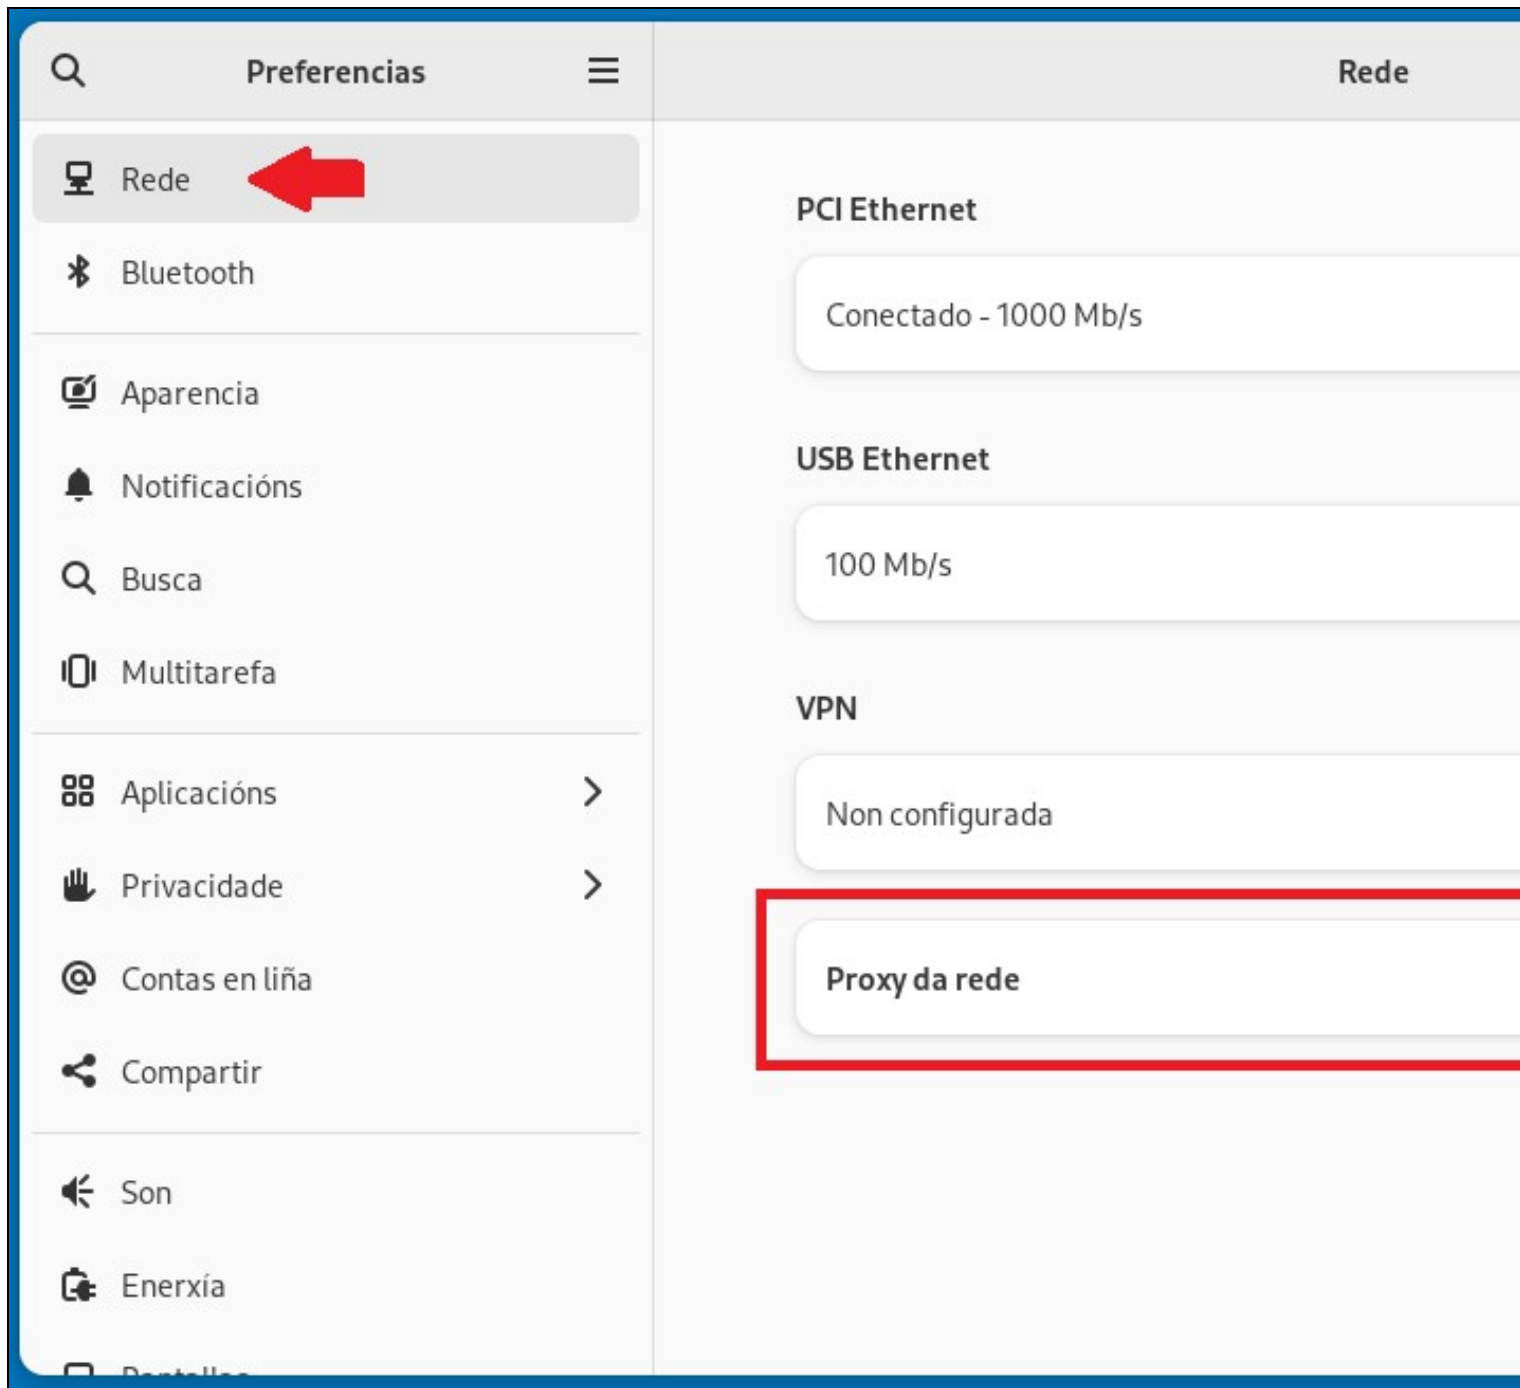 Preferencias
Rede
Bluetooth
Aparencia
Notificacións
Busca
Multitarefa
Aplicacións
Privacidade
Contas en liña
Compartir
Son
Enerxía
Rede
PCI Ethernet
Conectado - 1000 Mb/s
USB Ethernet
100 Mb/s
VPN
Non configurada
Proxy da rede